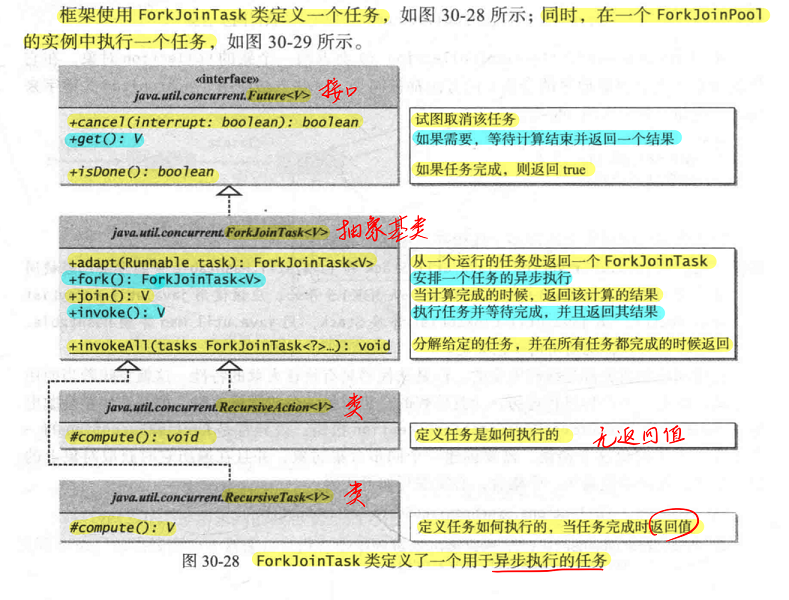 框架使用 ForkJoinTask 类定义一个任务，如图 30-28 所示；同时，在一个 ForkJoinPool
的实例中执行一个任务，如图 30-29 所示。
«interface»
java.util.concurrent.Future<V> 接口
+cancel(interrupt: boolean): boolean 试图取消该任务
+get(): V 如果需要，等待计算结束并返回一个结果
+isDone(): boolean 如果任务完成，则返回 true
java.util.concurrent.ForkJoinTask<V> 抽象基类
+adapt(Runnable task): ForkJoinTask<V> 从一个运行的任务处返回一个 ForkJoinTask
+fork(): ForkJoinTask<V> 安排一个任务的异步执行
+join(): V 当计算完成的时候，返回该计算的结果
+invoke(): V 执行任务并等待完成，并且返回其结果
+invokeAll(tasks ForkJoinTask<?>…): void 分解给定的任务，并在所有任务都完成的时候返回
java.util.concurrent.RecursiveAction<V> 类
#compute(): void 定义任务是如何执行的 无返回值
java.util.concurrent.RecursiveTask<V> 类
#compute(): V 定义任务如何执行的，当任务完成时返回值
图 30-28 ForkJoinTask 类定义了一个用于异步执行的任务